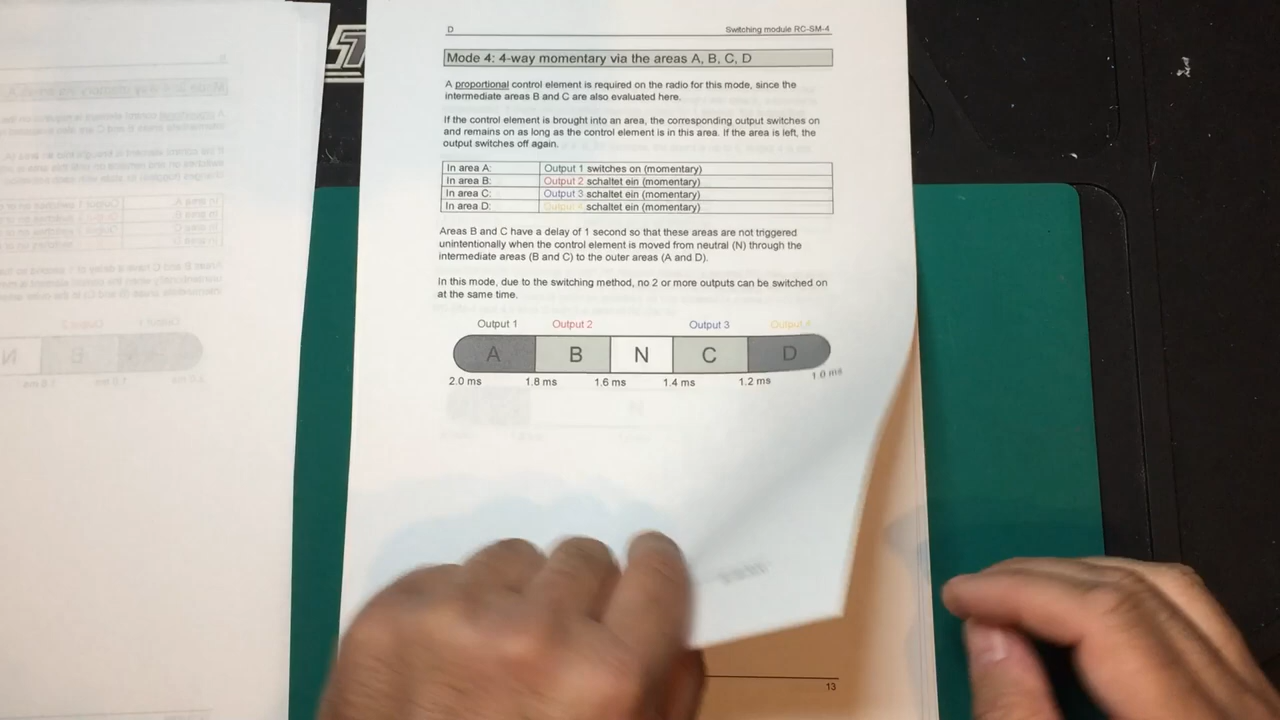 D Switching module RC-SM-4
Mode 4: 4-way momentary via the areas A, B, C, D
A proportional control element is required on the radio for this mode, since the
intermediate areas B and C are also evaluated here.
If the control element is brought into an area, the corresponding output switches on
and remains on as long as the control element is in this area. If the area is left, the
output switches off again.
In area A: Output 1 switches on (momentary)
In area B: Output 2 schaltet ein (momentary)
In area C: Output 3 schaltet ein (momentary)
In area D: Output 4 schaltet ein (momentary)
Areas B and C have a delay of 1 second so that these areas are not triggered
unintentionally when the control element is moved from neutral (N) through the
intermediate areas (B and C) to the outer areas (A and D).
In this mode, due to the switching method, no 2 or more outputs can be switched on
at the same time.
Output 1 Output 2 Output 3 Output 4
A B N C D
2.0 ms 1.8 ms 1.6 ms 1.4 ms 1.2 ms 1.0 ms
13